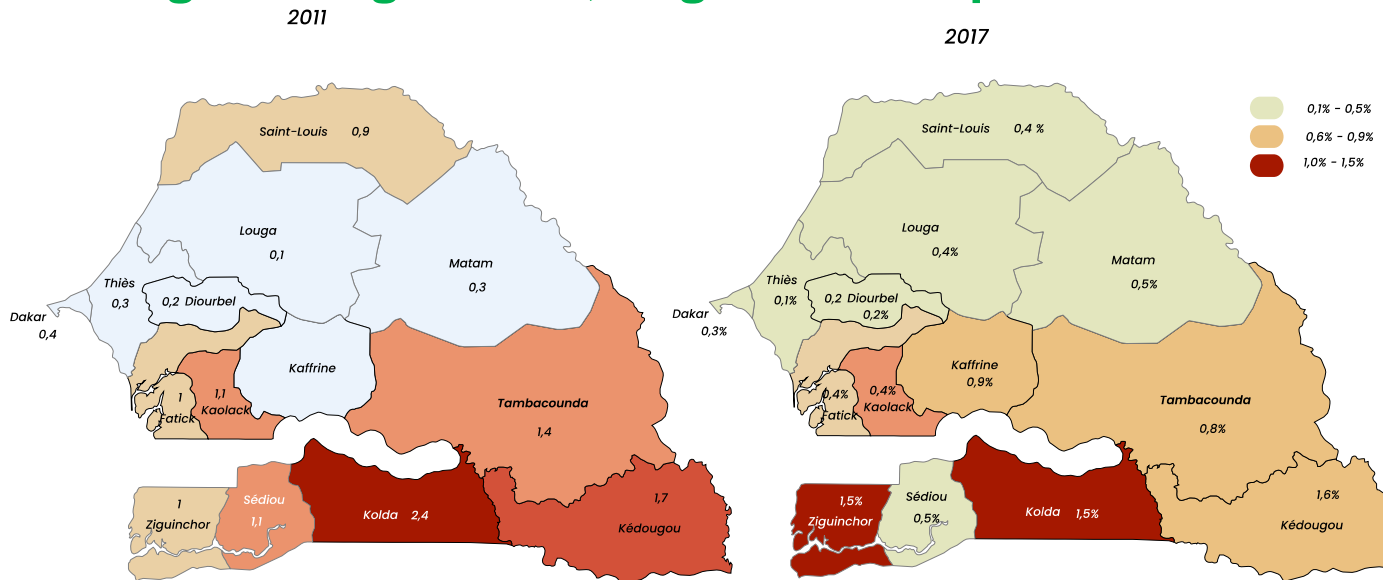 2011
2017
Saint-Louis 0,9
Louga
0,1
Matam
0,3
Thiès
0,3
0,2 Diourbel
Dakar
0,4
Kaffrine
1,1
Kaolack
1
Fatick
Tambacounda
1,4
1
Ziguinchor
Sédiou
1,1
Kolda 2,4
1,7
Kédougou
Saint-Louis 0,4 %
Louga
0,4%
Matam
0,5%
Thiès
0,1%
0,2 Diourbel
0,2%
Dakar
0,3%
Kaffrine
0,9%
0,4%
Kaolack
0,4%
Fatick
Tambacounda
0,8%
1,5%
Ziguinchor
Sédiou
0,5%
Kolda 1,5%
1,6%
Kédougou
0,1% - 0,5%
0,6% - 0,9%
1,0% - 1,5%